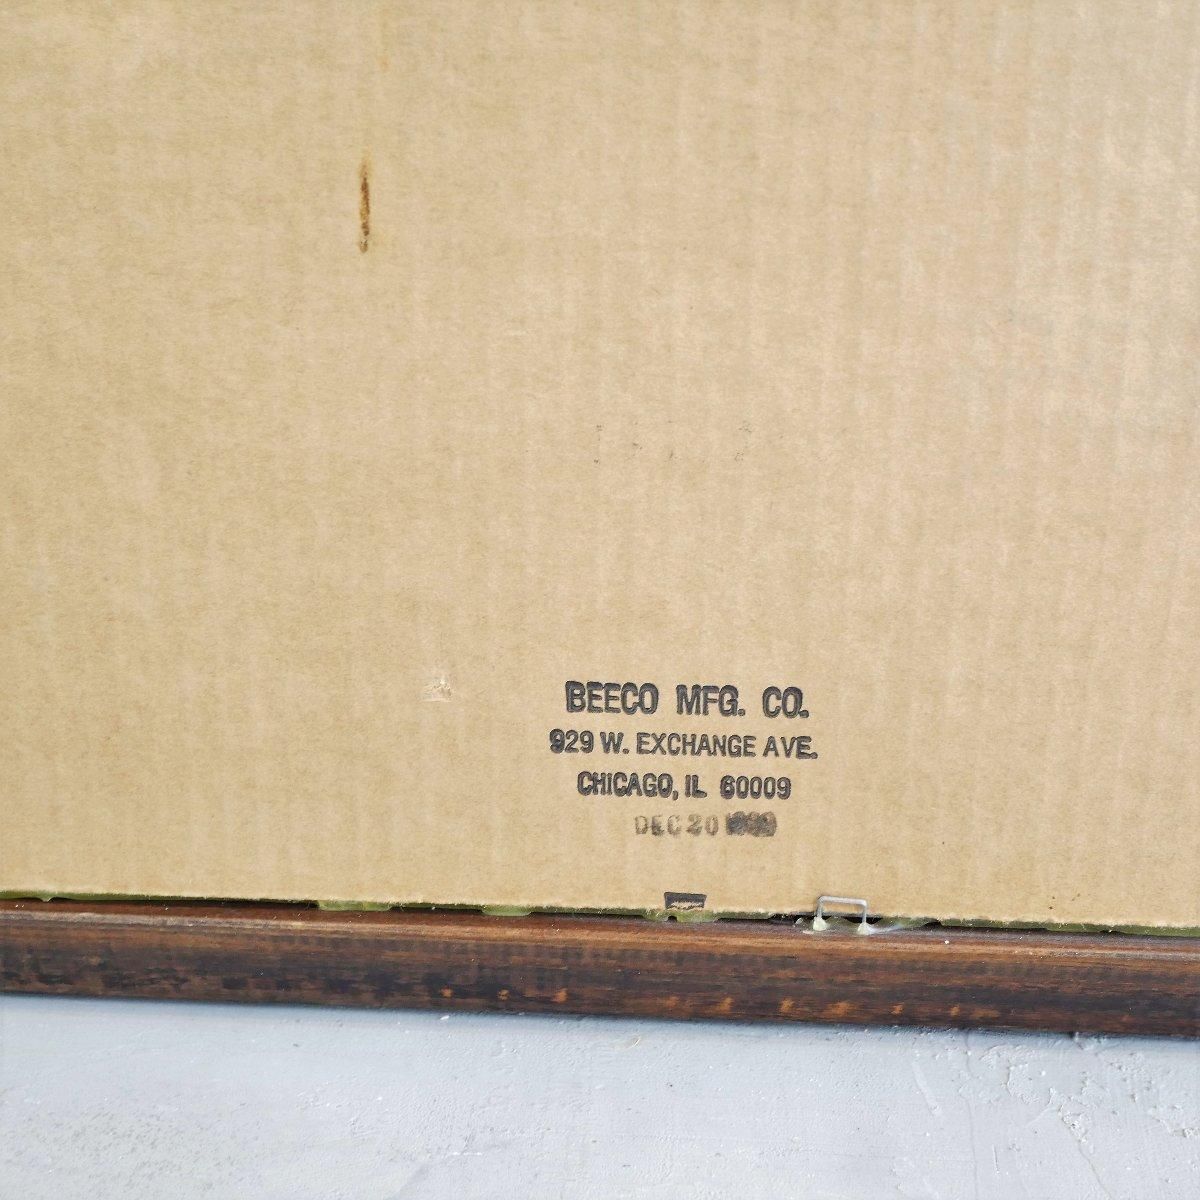 BEECO MFG. CO.
929 W. EXCHANGE AVE.
CHICAGO, IL 60009
DEC 20